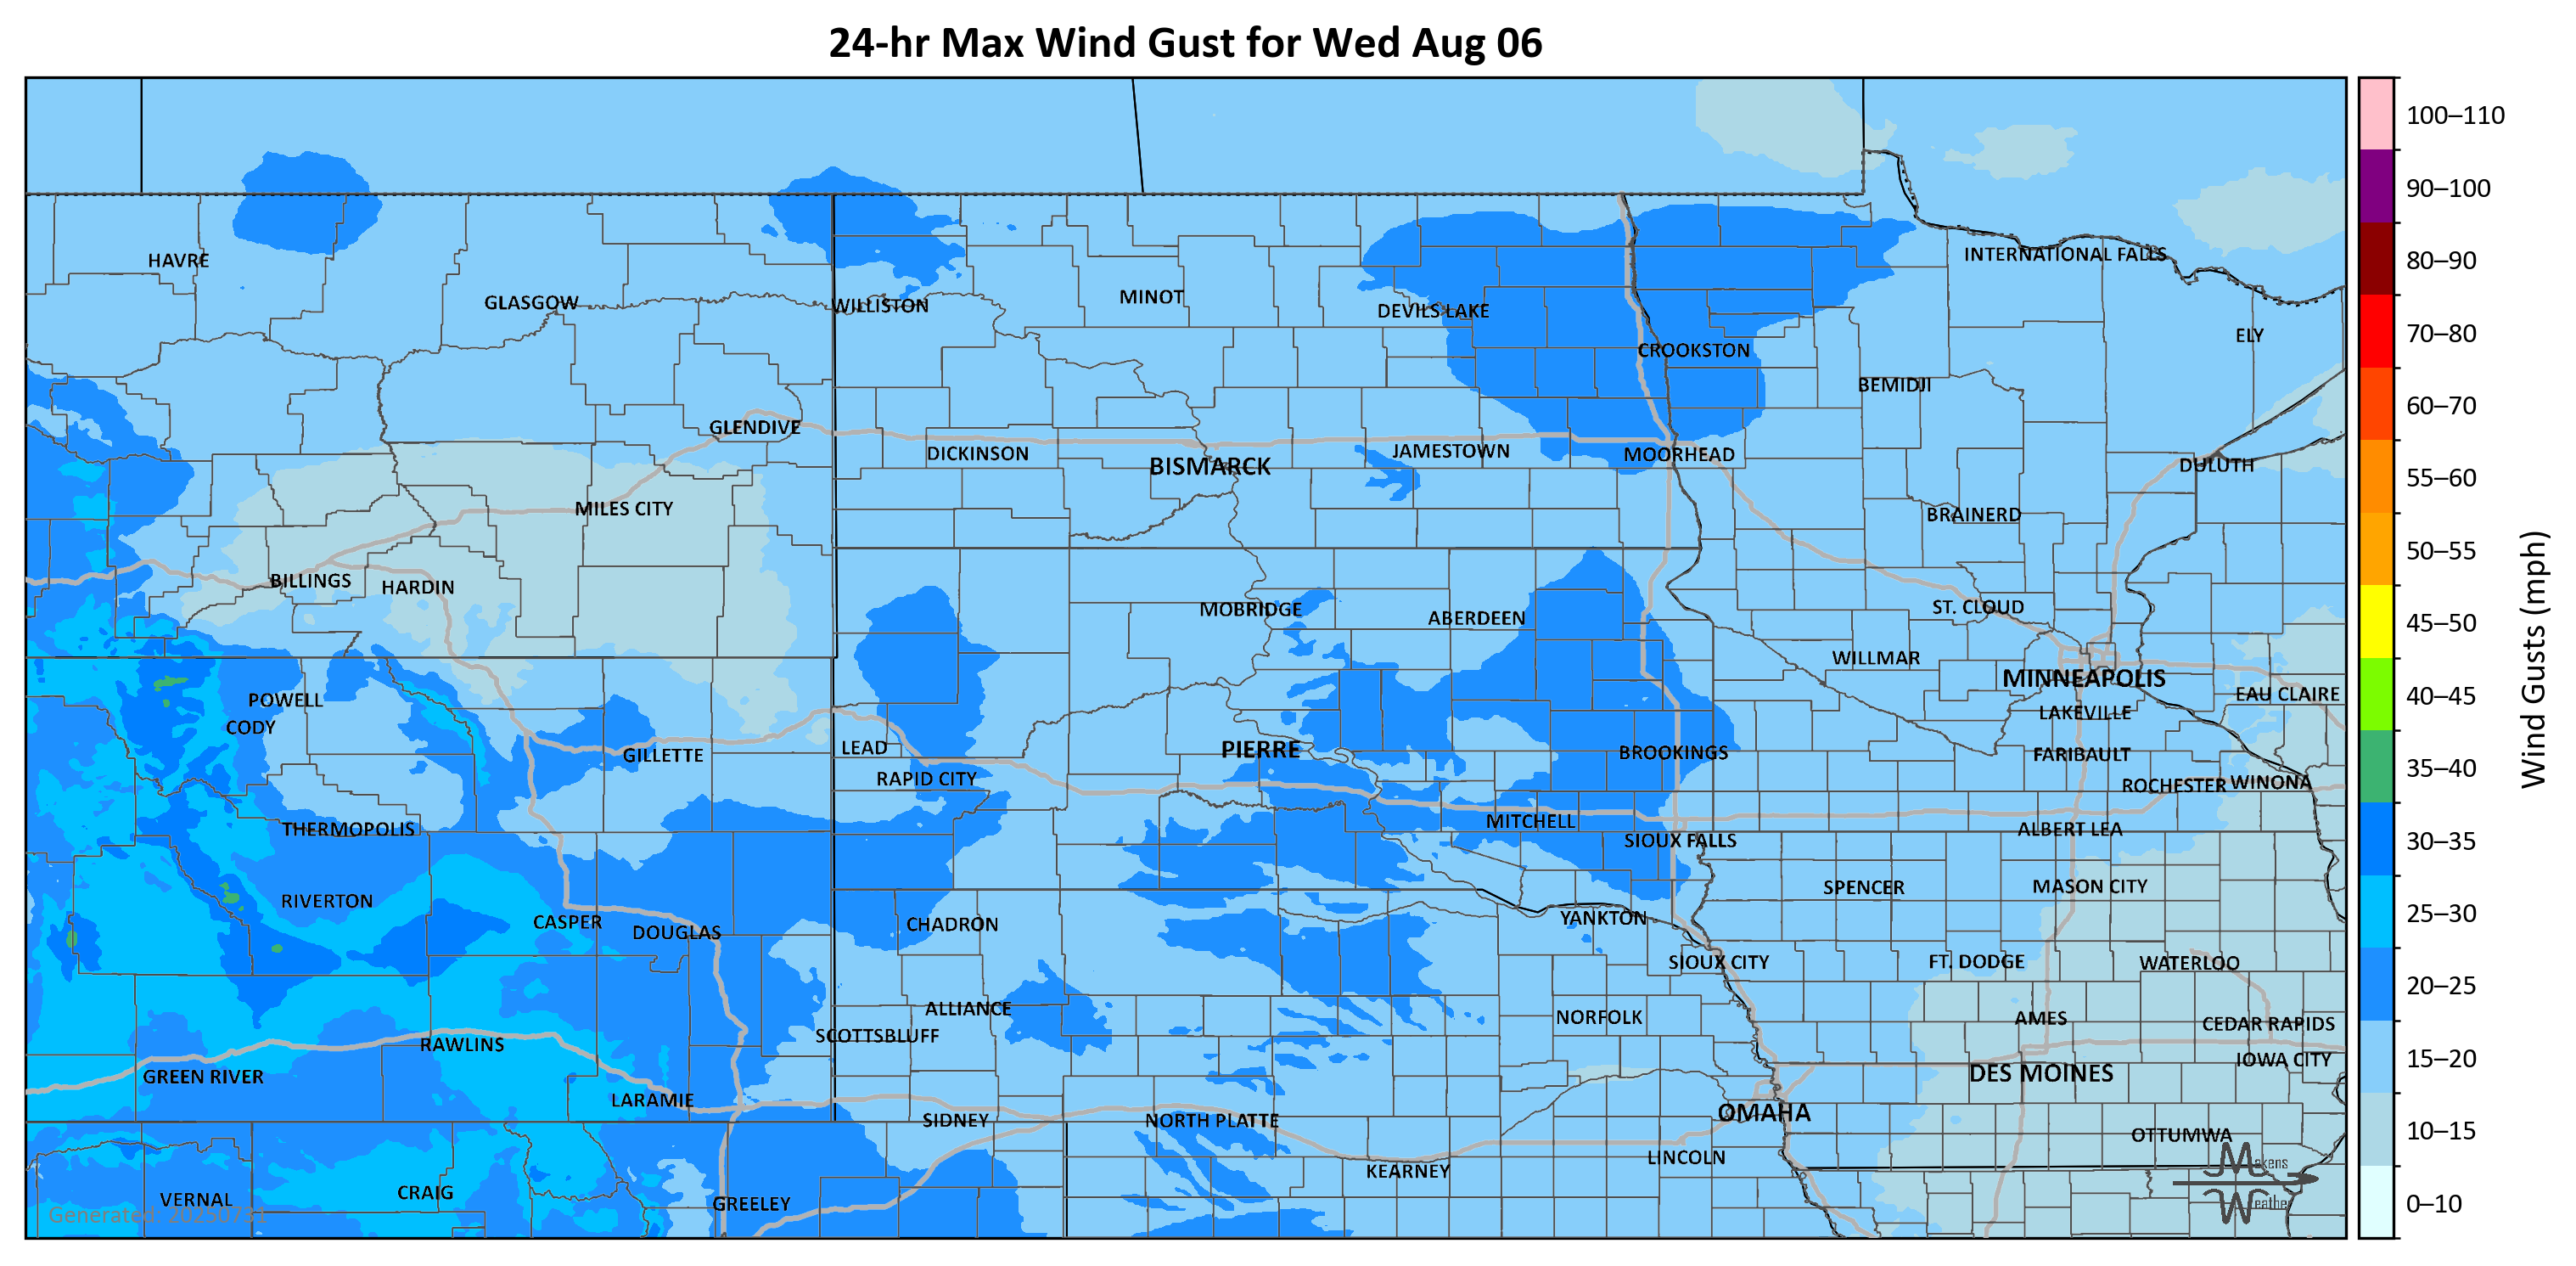 24-hr Max Wind Gust for Wed Aug 06
100–110
90–100
80–90
70–80
60–70
55–60
50–55
45–50
40–45
35–40
30–35
25–30
20–25
15–20
10–15
0–10
Wind Gusts (mph)
INTERNATIONAL FALLS
HAVRE
MINOT
GLASGOW
WILLISTON
DEVILS LAKE
ELY
CROOKSTON
BEMIDJI
GLENDIVE
DICKINSON
JAMESTOWN
MOORHEAD
BISMARCK
DULUTH
MILES CITY
BRAINERD
BILLINGS
HARDIN
MOBRIDGE
ABERDEEN
ST. CLOUD
WILLMAR
MINNEAPOLIS
EAU CLAIRE
POWELL
CODY
LAKEVILLE
LEAD
PIERRE
BROOKINGS
FARIBAULT
GILLETTE
RAPID CITY
ROCHESTER
WINONA
MITCHELL
THERMOPOLIS
ALBERT LEA
SIOUX FALLS
SPENCER
MASON CITY
RIVERTON
CASPER
CHADRON
YANKTON
DOUGLAS
SIOUX CITY
FT. DODGE
WATERLOO
ALLIANCE
NORFOLK
AMES
CEDAR RAPIDS
SCOTTSBLUFF
RAWLINS
IOWA CITY
GREEN RIVER
DES MOINES
LARAMIE
OMAHA
SIDNEY
NORTH PLATTE
OTTUMWA
LINCOLN
KEARNEY
Makens
Weather
CRAIG
VERNAL
GREELEY
Generated: 20250731